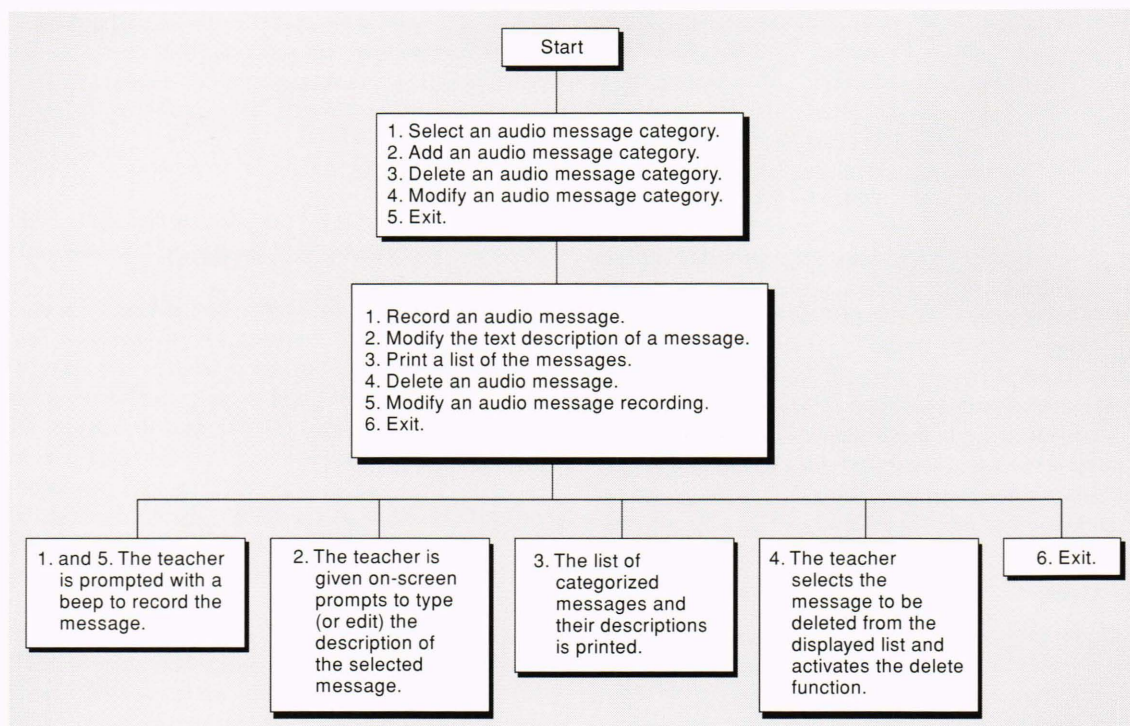 Start
1. Select an audio message category.
2. Add an audio message category.
3. Delete an audio message category.
4. Modify an audio message category.
5. Exit.
1. Record an audio message.
2. Modify the text description of a message.
3. Print a list of the messages.
4. Delete an audio message.
5. Modify an audio message recording.
6. Exit.
1. and 5. The teacher
is prompted with a
beep to record the
message.
2. The teacher is
given on-screen
prompts to type
(or edit) the
description of
the selected
message.
3. The list of
categorized
messages and
their descriptions
is printed.
4. The teacher
selects the
message to be
deleted from the
displayed list and
activates the delete
function.
6. Exit.